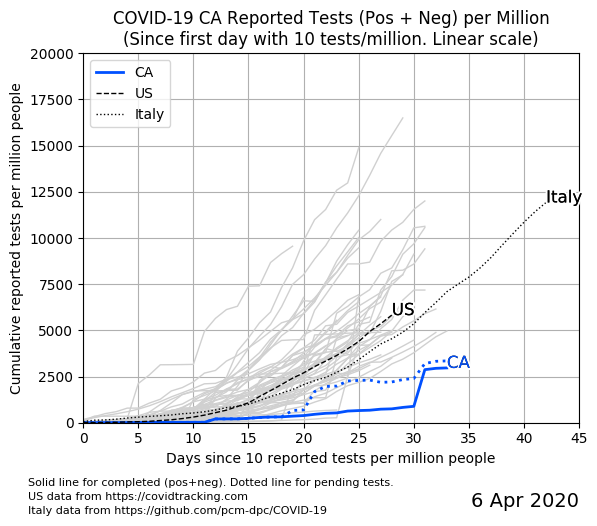 COVID-19 CA Reported Tests (Pos + Neg) per Million
(Since first day with 10 tests/million. Linear scale)
Cumulative reported tests per million people
20000
17500
15000
12500
10000
7500
5000
2500
0
CA
US
Italy
Italy
US
CA
0 5 10 15 20 25 30 35 40 45
Days since 10 reported tests per million people
Solid line for completed (pos+neg). Dotted line for pending tests.
US data from https://covidtracking.com
Italy data from https://github.com/pcm-dpc/COVID-19
6 Apr 2020